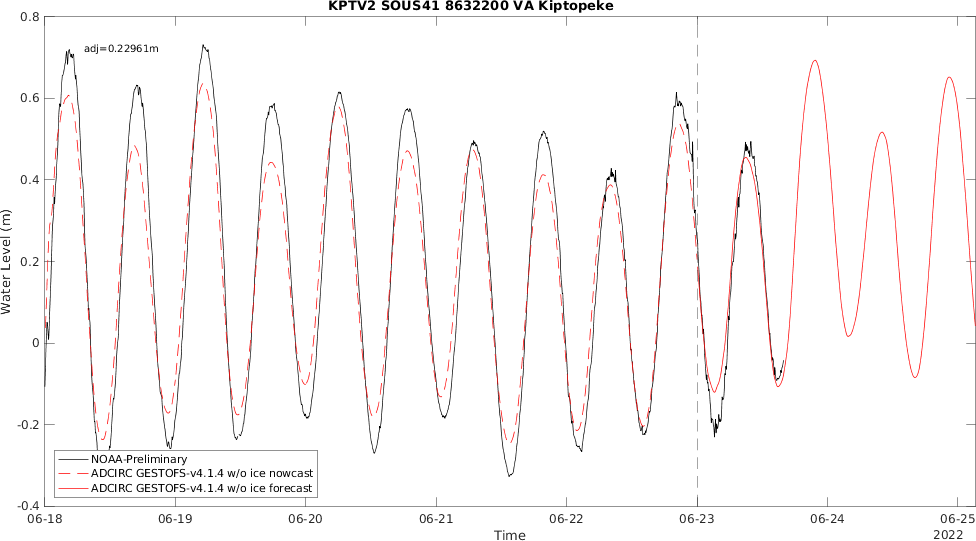 KPTV2 SOUS41 8632200 VA Kiptopeke
0.8
adj=0.22961m
0.6
0.4
0.2
0
-0.2
-0.4
Water Level (m)
NOAA-Preliminary
ADCIRC GESTOFS-v4.1.4 w/o ice nowcast
ADCIRC GESTOFS-v4.1.4 w/o ice forecast
06-18 06-19 06-20 06-21 06-22 06-23 06-24 06-25
Time
2022